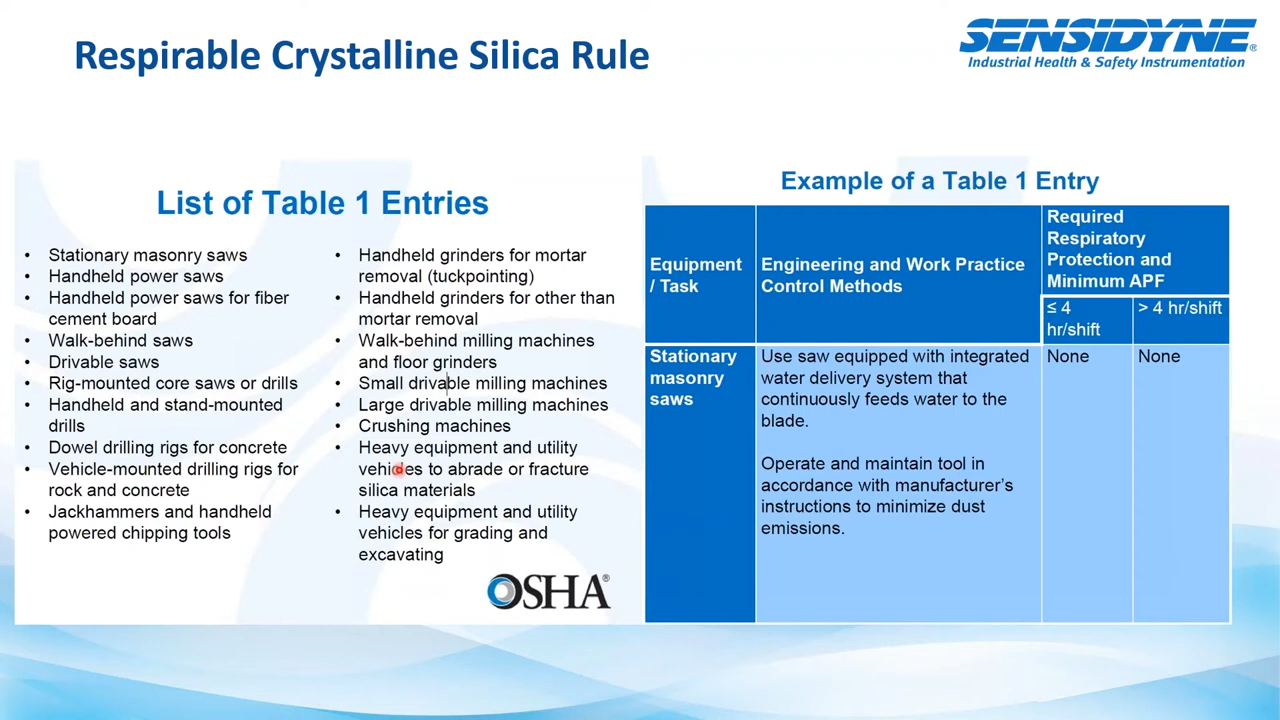 Respirable Crystalline Silica Rule
SENSIDYNE®
Industrial Health & Safety Instrumentation
List of Table 1 Entries
• Stationary masonry saws
• Handheld power saws
• Handheld power saws for fiber
cement board
• Walk-behind saws
• Drivable saws
• Rig-mounted core saws or drills
• Handheld and stand-mounted
drills
• Dowel drilling rigs for concrete
• Vehicle-mounted drilling rigs for
rock and concrete
• Jackhammers and handheld
powered chipping tools
• Handheld grinders for mortar
removal (tuckpointing)
• Handheld grinders for other than
mortar removal
• Walk-behind milling machines
and floor grinders
• Small drivable milling machines
• Large drivable milling machines
• Crushing machines
• Heavy equipment and utility
vehicles to abrade or fracture
silica materials
• Heavy equipment and utility
vehicles for grading and
excavating
OSHA®
Example of a Table 1 Entry
Equipment
/ Task
Engineering and Work Practice
Control Methods
Required
Respiratory
Protection and
Minimum APF
≤ 4
hr/shift
> 4 hr/shift
Stationary
masonry
saws
Use saw equipped with integrated
water delivery system that
continuously feeds water to the
blade.
Operate and maintain tool in
accordance with manufacturer's
instructions to minimize dust
emissions.
None
None